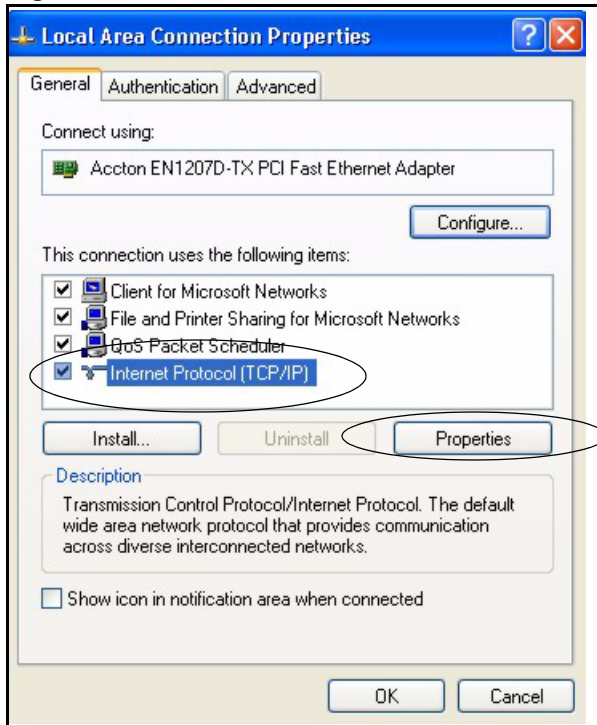 Local Area Connection Properties
General Authentication Advanced
Connect using:
Accton EN1207D-TX PCI Fast Ethernet Adapter
Configure...
This connection uses the following items:
Client for Microsoft Networks
File and Printer Sharing for Microsoft Networks
QoS Packet Scheduler
Internet Protocol (TCP/IP)
Install... Uninstall Properties
Description
Transmission Control Protocol/Internet Protocol. The default
wide area network protocol that provides communication
across diverse interconnected networks.
Show icon in notification area when connected
OK Cancel